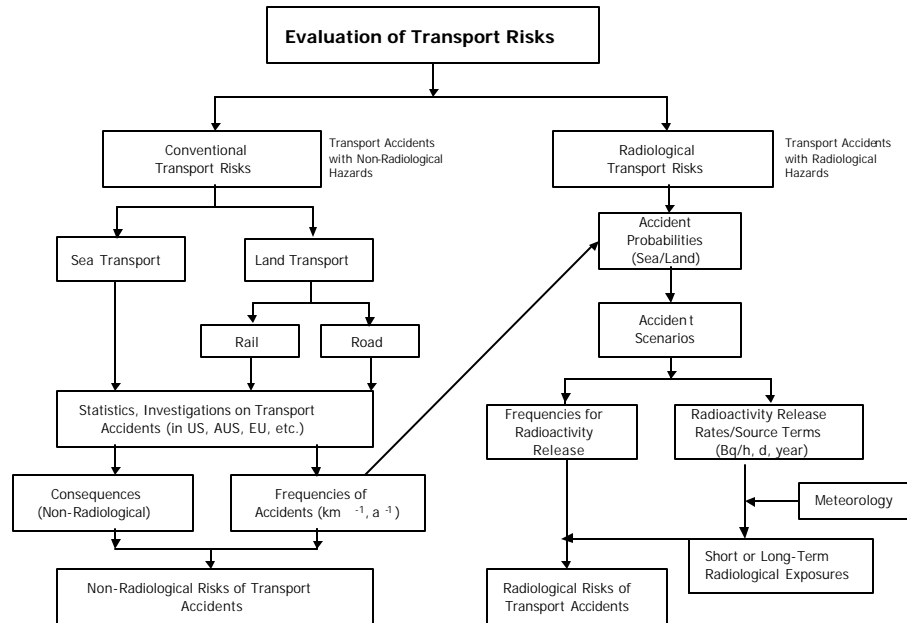 Evaluation of Transport Risks
Conventional
Transport Risks
Transport Accidents
with Non-Radiological
Hazards
Radiological
Transport Risks
Transport Accidents
with Radiological
Hazards
Sea Transport
Land Transport
Accident
Probabilities
(Sea/Land)
Rail
Road
Accident
Scenarios
Statistics, Investigations on Transport
Accidents (in US, AUS, EU, etc.)
Frequencies for
Radioactivity
Release
Radioactivity Release
Rates/Source Terms
(Bq/h, d, year)
Consequences
(Non-Radiological)
Frequencies of
Accidents (km -1, a -1)
Meteorology
Short or Long-Term
Radiological Exposures
Non-Radiological Risks of Transport
Accidents
Radiological Risks of
Transport Accidents